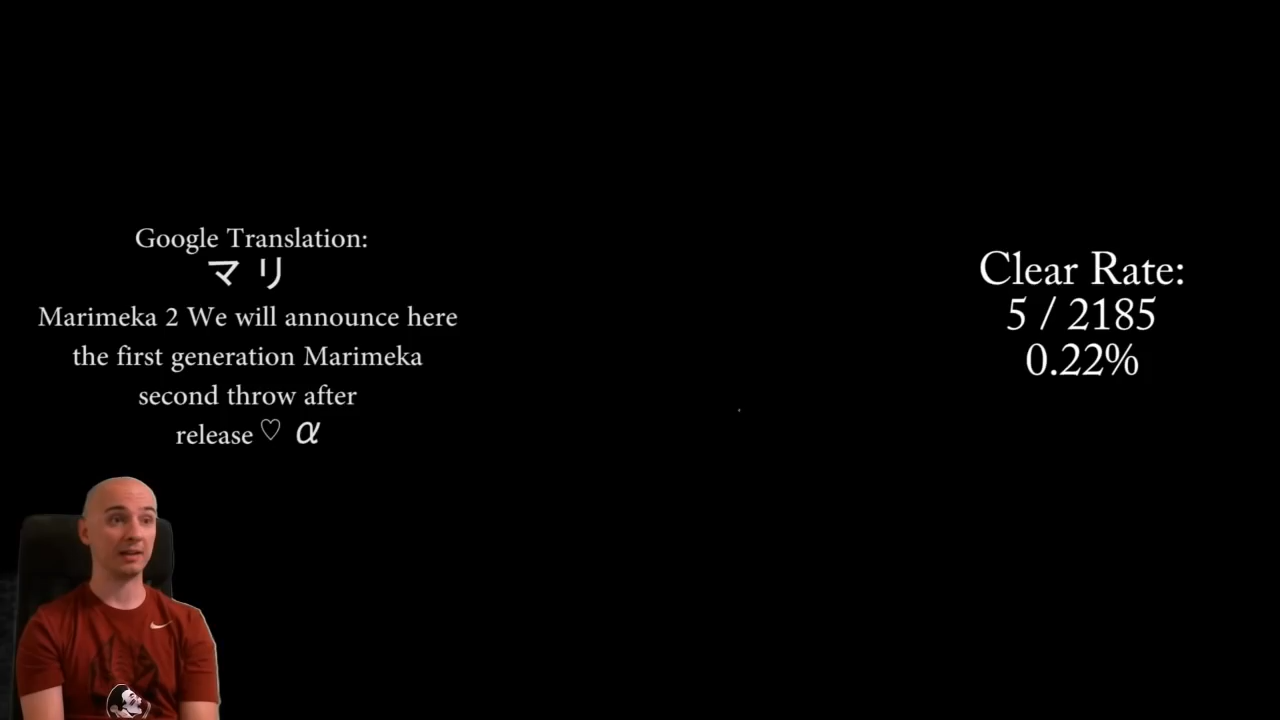 Google Translation:
マリ
Marimeka 2 We will announce here
the first generation Marimeka
second throw after
release♡ α
Clear Rate:
5 / 2185
0.22%